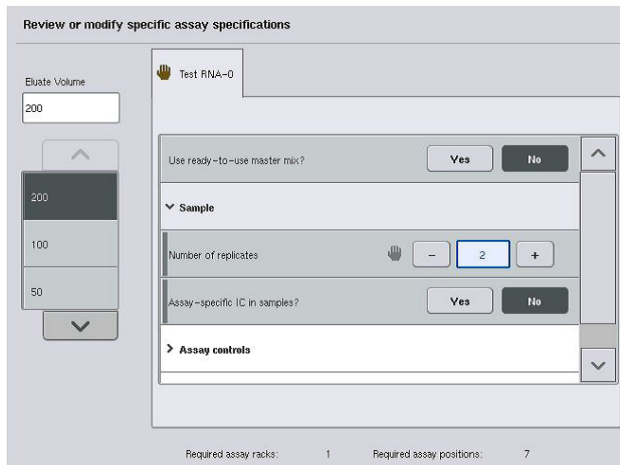 Review or modify specific assay specifications
Eluate Volume
200
200
100
50
Test RNA-0
Use ready-to-use master mix? Yes No
Sample
Number of replicates - 2 +
Assay-specific IC in samples? Yes No
Assay controls
Required assay racks: 1 Required assay positions: 7